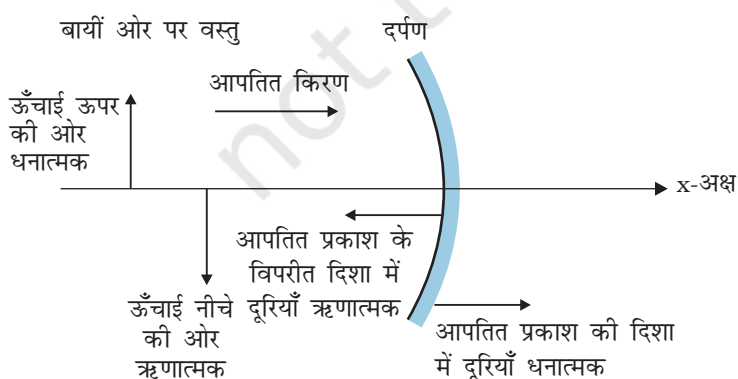 बायीं ओर पर वस्तु
दर्पण
आपतित किरण
ऊँचाई ऊपर
की ओर
धनात्मक
x-अक्ष
आपतित प्रकाश के
विपरीत दिशा में
दूरियाँ ऋणात्मक
ऊँचाई नीचे
की ओर
ऋणात्मक
आपतित प्रकाश की दिशा
में दूरियाँ धनात्मक
not